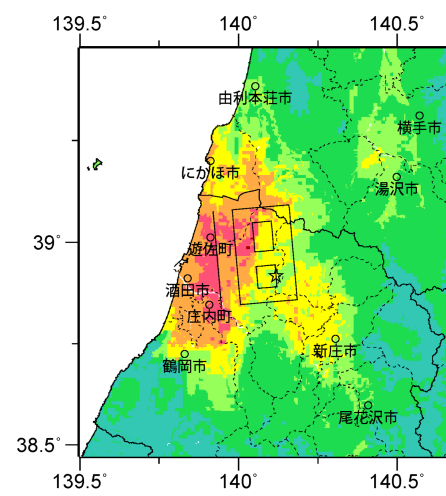 139.5° 140° 140.5°
由利本荘市
横手市
にかほ市
湯沢市
39°
遊佐町
酒田市
庄内町
新庄市
鶴岡市
尾花沢市
38.5°
139.5° 140° 140.5°